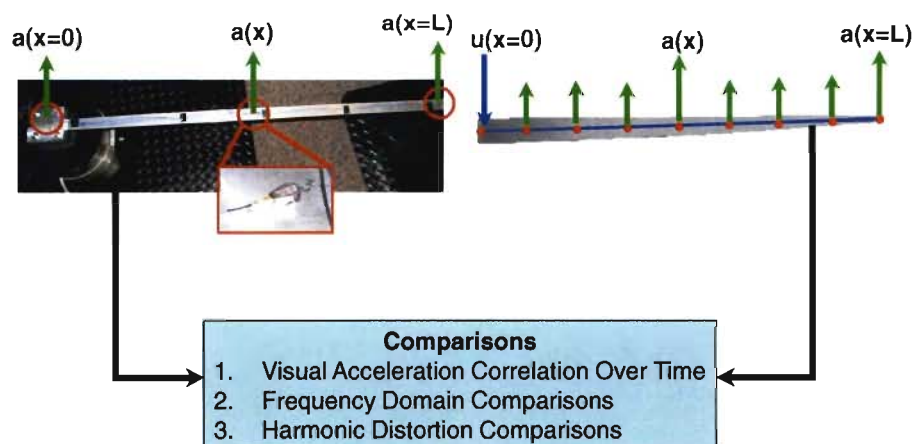 a(x=0)
a(x)
a(x=L)
u(x=0)
a(x)
a(x=L)
Comparisons
1. Visual Acceleration Correlation Over Time
2. Frequency Domain Comparisons
3. Harmonic Distortion Comparisons